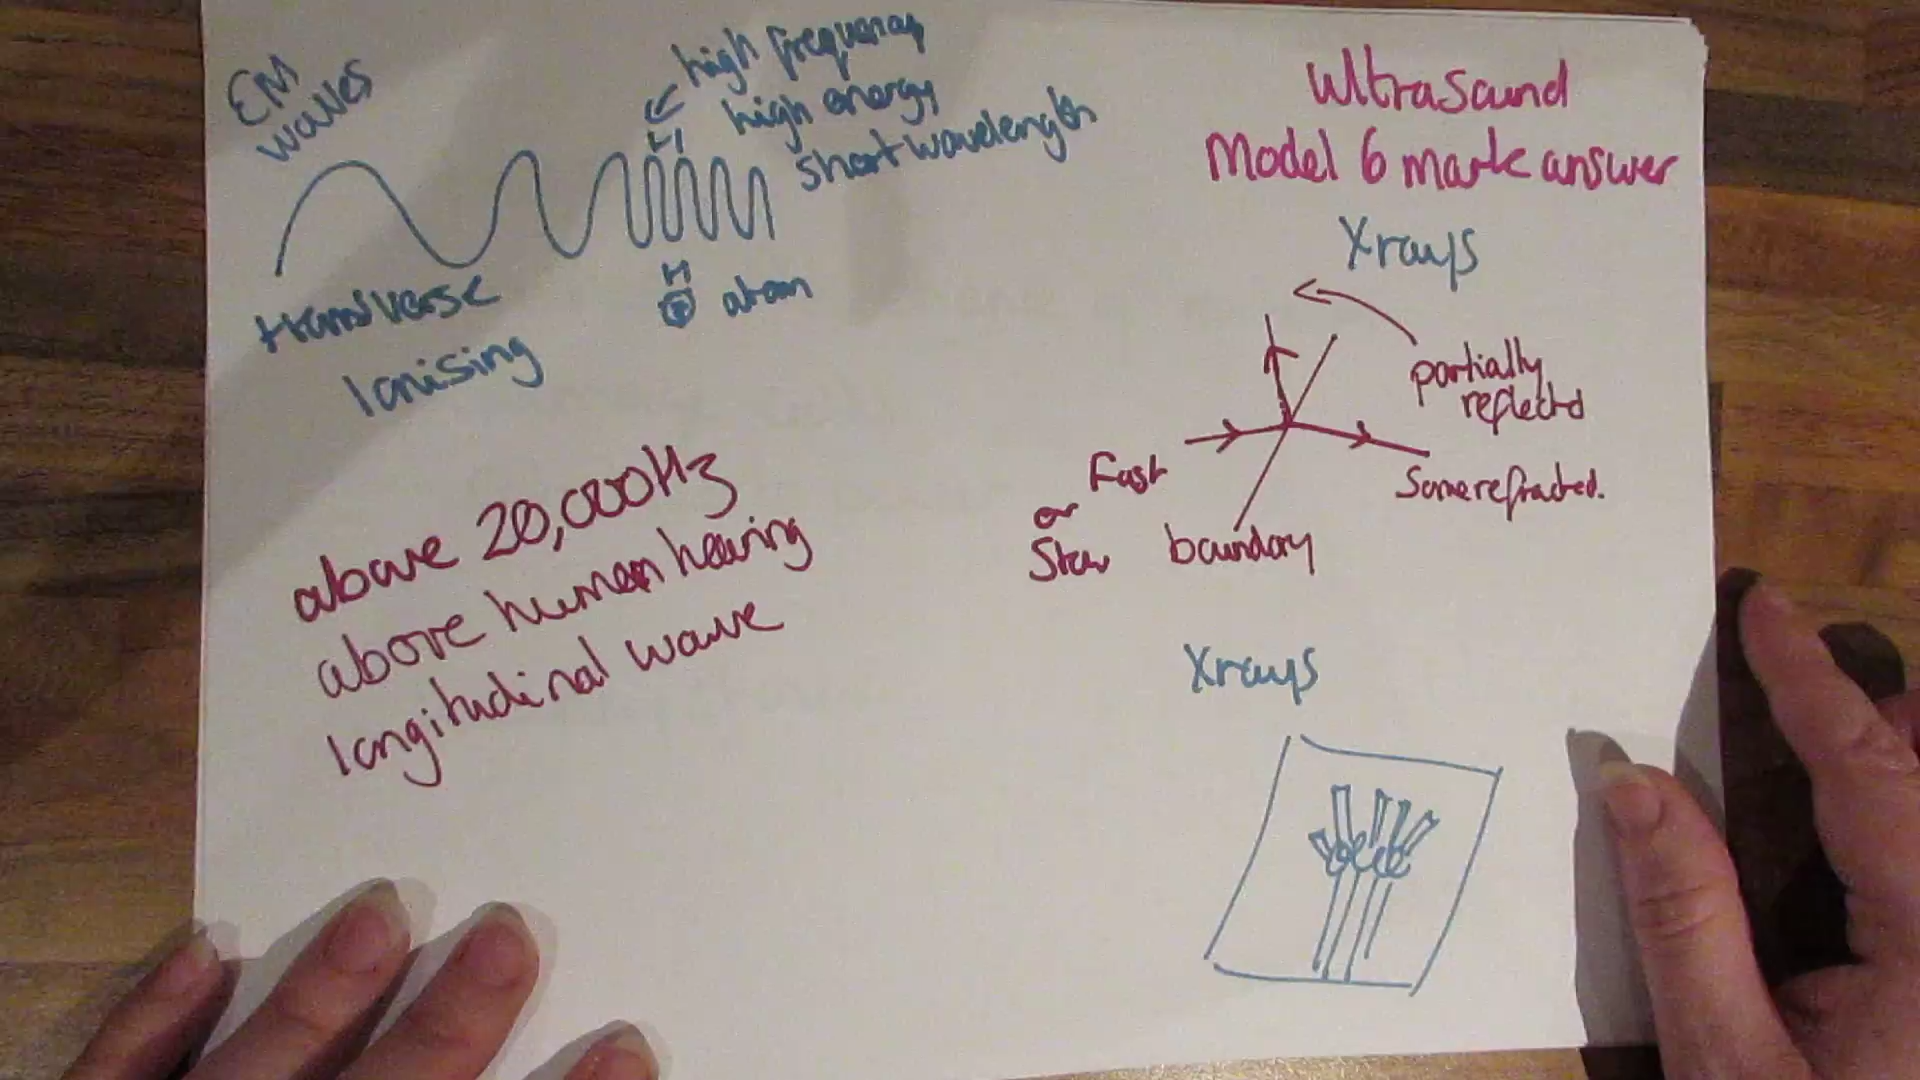 EM
waves
high frequency
high energy
short wavelength
transverse
Ionising
atom
above 20,000Hz
above human hearing
longitudinal wave
Ultrasound
Model 6 mark answer
Xrays
partially
reflected
Some refracted.
Fast
or
Slow
boundary
Xrays